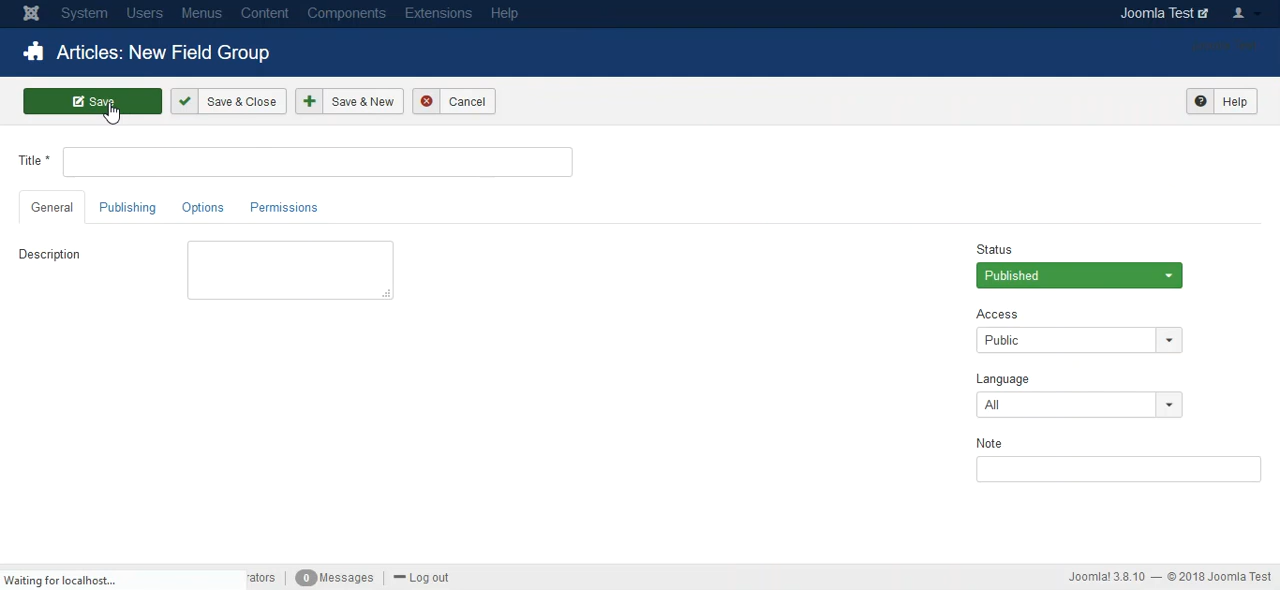 System Users Menus Content Components Extensions Help Joomla Test
Articles: New Field Group
Save Save & Close Save & New Cancel Help
Title *
General Publishing Options Permissions
Description
Status
Published
Access
Public
Language
All
Note
Waiting for localhost... rators 0 Messages Log out Joomla! 3.8.10 — © 2018 Joomla Test